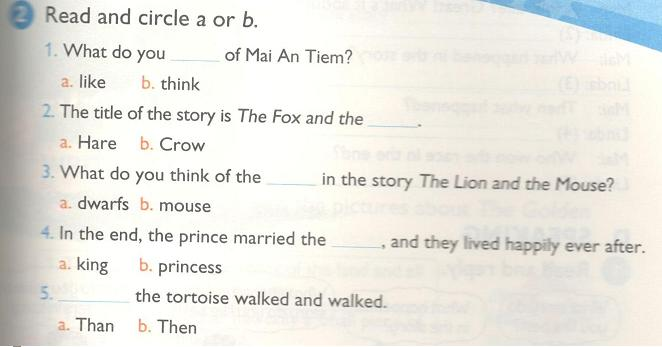 2 Read and circle a or b.
1. What do you ______ of Mai An Tiem?
a. like b. think
2. The title of the story is The Fox and the ______.
a. Hare b. Crow
3. What do you think of the ______ in the story The Lion and the Mouse?
a. dwarfs b. mouse
4. In the end, the prince married the ______, and they lived happily ever after.
a. king b. princess
5. ________ the tortoise walked and walked.
a. Than b. Then